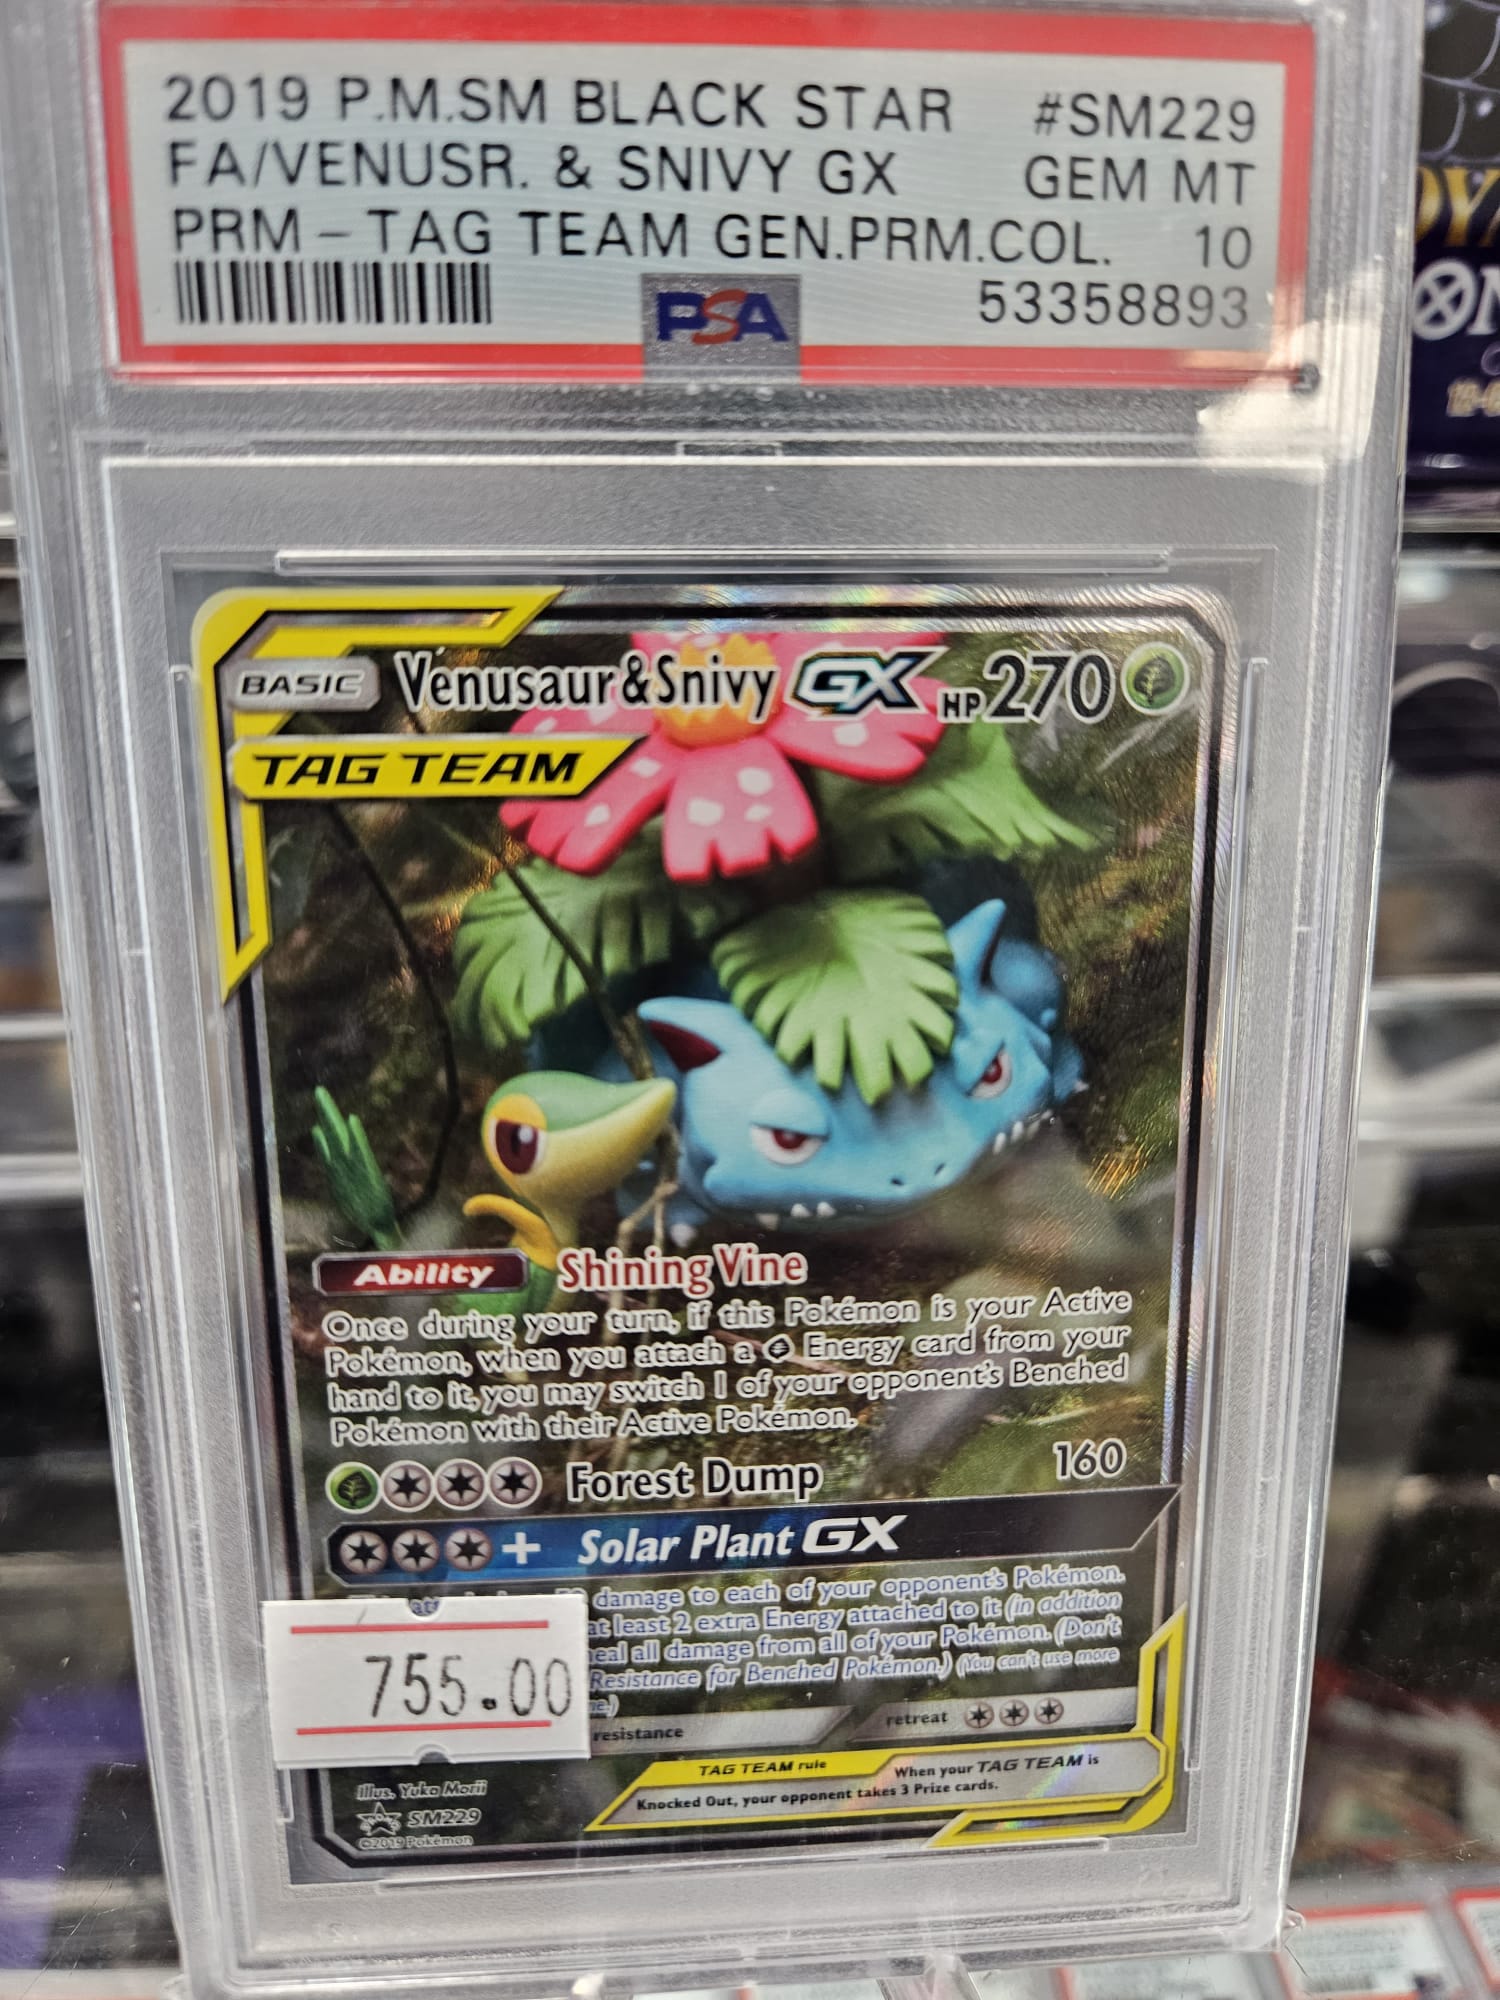 2019 P.M.SM BLACK STAR #SM229
FA/VENUSR. & SNIVY GX GEM MT
PRM - TAG TEAM GEN.PRM.COL. 10
PSA 53358893
BASIC Venusaur&Snivy GX HP270
TAG TEAM
Ability Shining Vine
Once during your turn, if this Pokémon is your Active
Pokémon, when you attach a Energy card from your
hand to it, you may switch 1 of your opponent's Benched
Pokémon with their Active Pokémon.
Forest Dump 160
+ Solar Plant GX
damage to each of your opponent's Pokémon.
at least 2 extra Energy attached to it (in addition
all damage from all of your Pokémon. (Don't
Resistance for Benched Pokémon.) (You can't use more
755.00
resistance retreat
TAG TEAM rule When your TAG TEAM is
Knocked Out, your opponent takes 3 Prize cards.
Illus. Yuka Morii
SM229
©2019 Pokémon